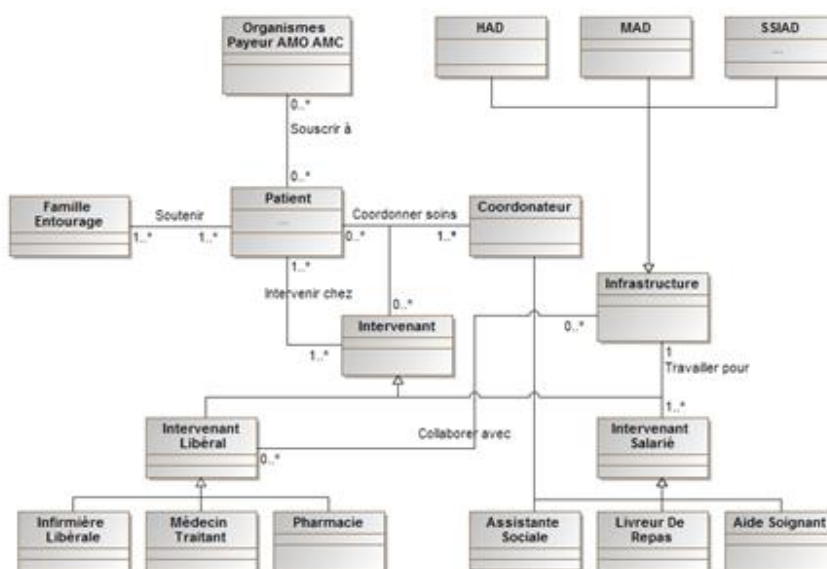 Organismes
Payeur AMO AMC
HAD
MAD
SSIAD
...
0..*
Souscrir à
0..*
Famille
Entourage
Soutenir
1..*
1..*
Patient
...
Coordonner soins
0..*
1..*
Coordonateur
1..*
Intervenir chez
0..*
Intervenant
1..*
Infrastructure
0..*
1
Travailler pour
1..*
Intervenant
Libéral
0..*
Collaborer avec
Intervenant
Salarié
Infirmière
Libérale
Médecin
Traitant
Pharmacie
Assistante
Sociale
Livreur De
Repas
Aide Soignant